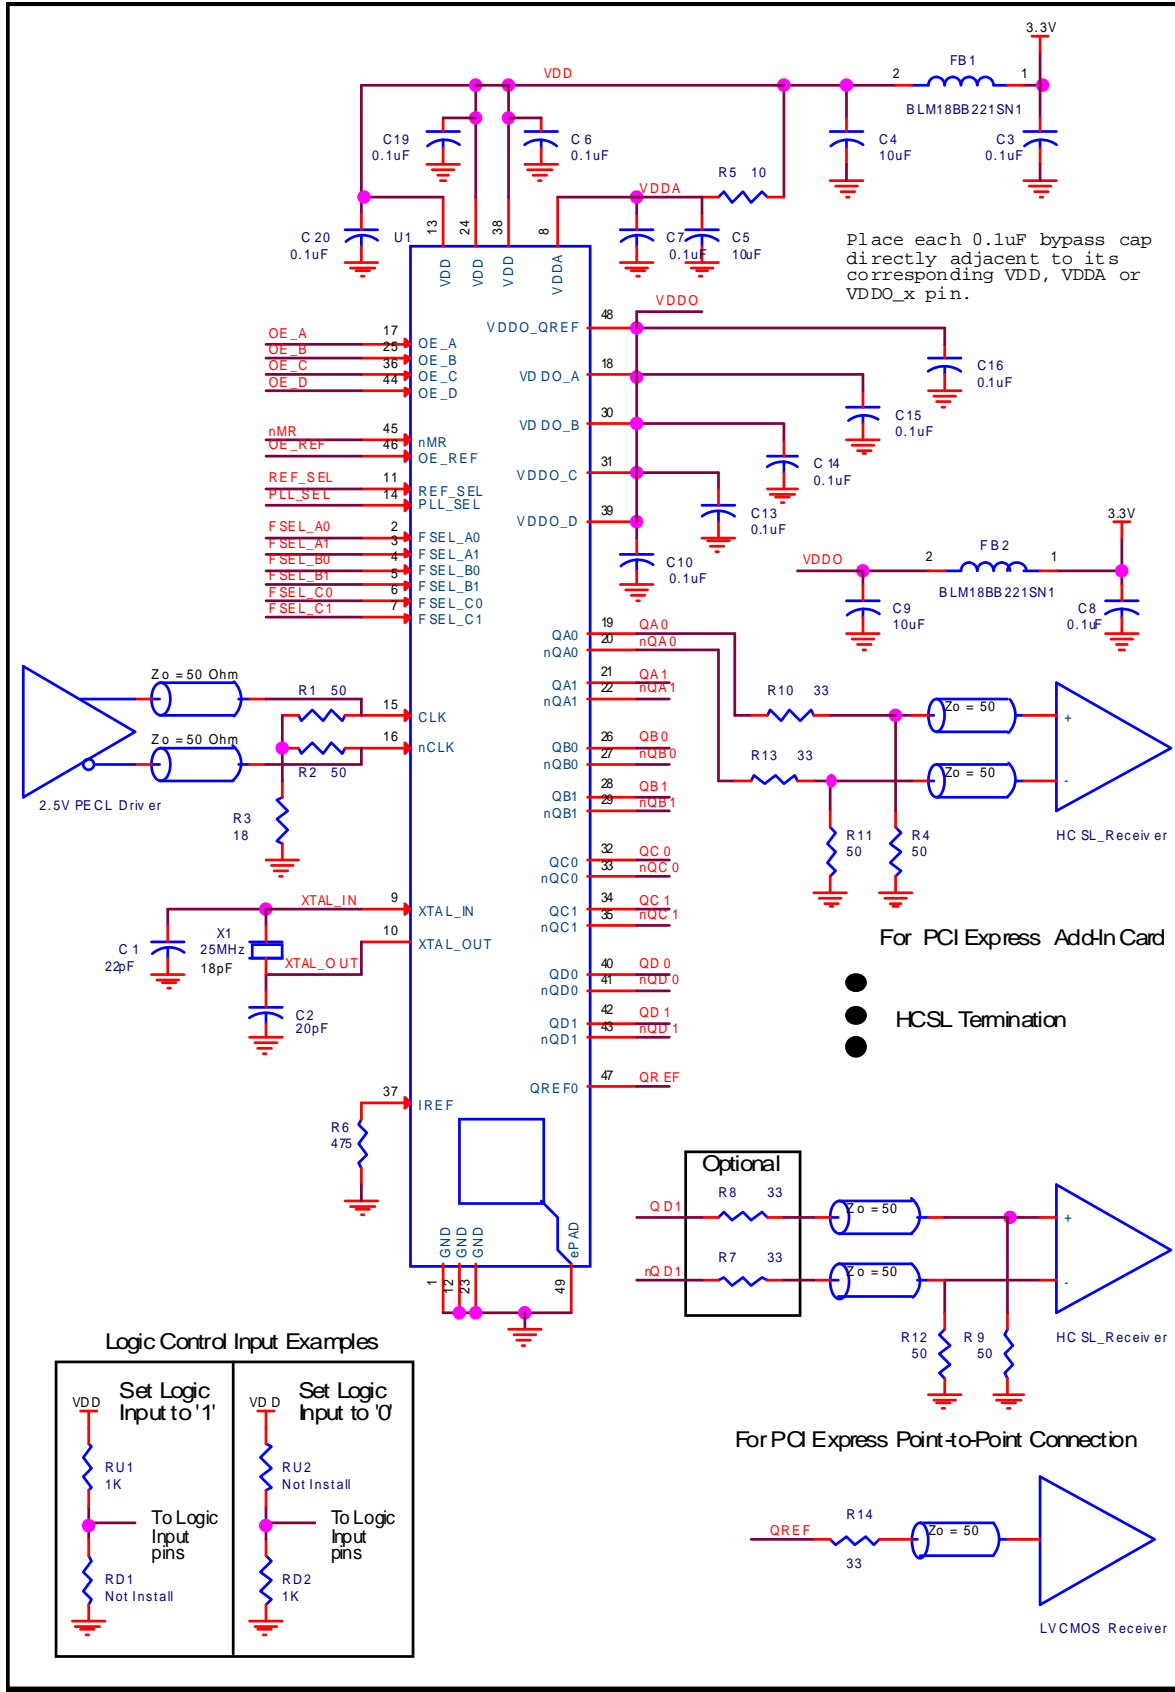 3.3V
VDD
2
FB1
1
BLM18BB221SN1
C19
0.1uF
C6
0.1uF
C4
10uF
C3
0.1uF
R5 10
VDDA
C20
0.1uF
U1
13
24
38
8
C7
0.1uF
C5
10uF
Place each 0.1uF bypass cap
directly adjacent to its
corresponding VDD, VDDA or
VDDO_x pin.
VDD
VDD
VDD
VDDA
VDDO
48
VDDO_QREF
OE_A
17
OE_A
OE_B
25
OE_B
OE_C
36
OE_C
OE_D
44
OE_D
18
VDDO_A
C16
0.1uF
C15
0.1uF
30
VDDO_B
nMR
45
nMR
OE_REF
46
OE_REF
31
VDDO_C
C14
0.1uF
REF_SEL
11
REF_SEL
PLL_SEL
14
PLL_SEL
39
VDDO_D
C13
0.1uF
3.3V
FSEL_A0
2
FSEL_A0
FSEL_A1
3
FSEL_A1
FSEL_B0
4
FSEL_B0
FSEL_B1
5
FSEL_B1
FSEL_C0
6
FSEL_C0
FSEL_C1
7
FSEL_C1
C10
0.1uF
VDDO
2
FB2
1
BLM18BB221SN1
C9
10uF
C8
0.1uF
QA0
19
QA0
nQA0
20
nQA0
QA1
21
QA1
nQA1
22
nQA1
Zo = 50 Ohm
R1 50
15
CLK
Zo = 50 Ohm
16
nCLK
R2 50
2.5V PECL Driver
R3
18
R10 33
Zo = 50
+
QB0
26
QB0
nQB0
27
nQB0
R13 33
Zo = 50
-
QB1
28
QB1
nQB1
29
nQB1
R11
50
R4
50
HCSL_Receiver
QC0
32
QC0
nQC0
33
nQC0
XTAL_IN
9
XTAL_IN
QC1
34
QC1
nQC1
35
nQC1
C1
22pF
X1
25MHz
18pF
10
XTAL_OUT
XTAL_OUT
For PCI Express Add-In Card
QD0
40
QD0
nQD0
41
nQD0
C2
20pF
QD1
42
QD1
nQD1
43
nQD1
HCSL Termination
QREF0
47
QREF
37
IREF
R6
475
Optional
QD1
R8 33
Zo = 50
+
nQD1
R7 33
Zo = 50
-
GND
GND
GND
ePAD
1
12
23
49
R12
50
R9
50
HCSL_Receiver
Logic Control Input Examples
VDD
Set Logic
Input to '1'
RU1
1K
To Logic
Input
pins
RD1
Not Install
VDD
Set Logic
Input to '0'
RU2
Not Install
To Logic
Input
pins
RD2
1K
For PCI Express Point-to-Point Connection
QREF
R14
33
Zo = 50
LVCMOS Receiver